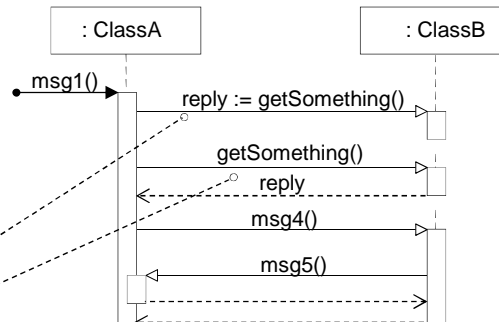 : ClassA
: ClassB
msg1()
reply := getSomething()
getSomething()
reply
msg4()
msg5()